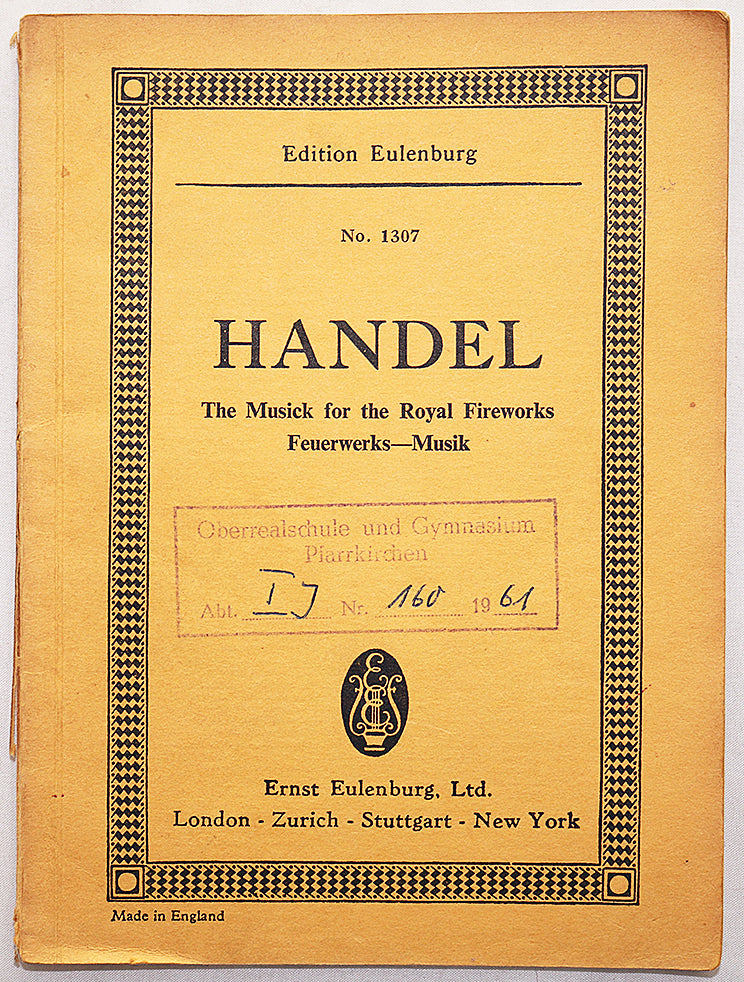 Edition Eulenburg
No. 1307
HANDEL
The Musick for the Royal Fireworks
Feuerwerks—Musik
Oberrealschule und Gymnasium
Pfarrkirchen
Abt. I J Nr. 160 1961
Ernst Eulenburg, Ltd.
London - Zurich - Stuttgart - New York
Made in England